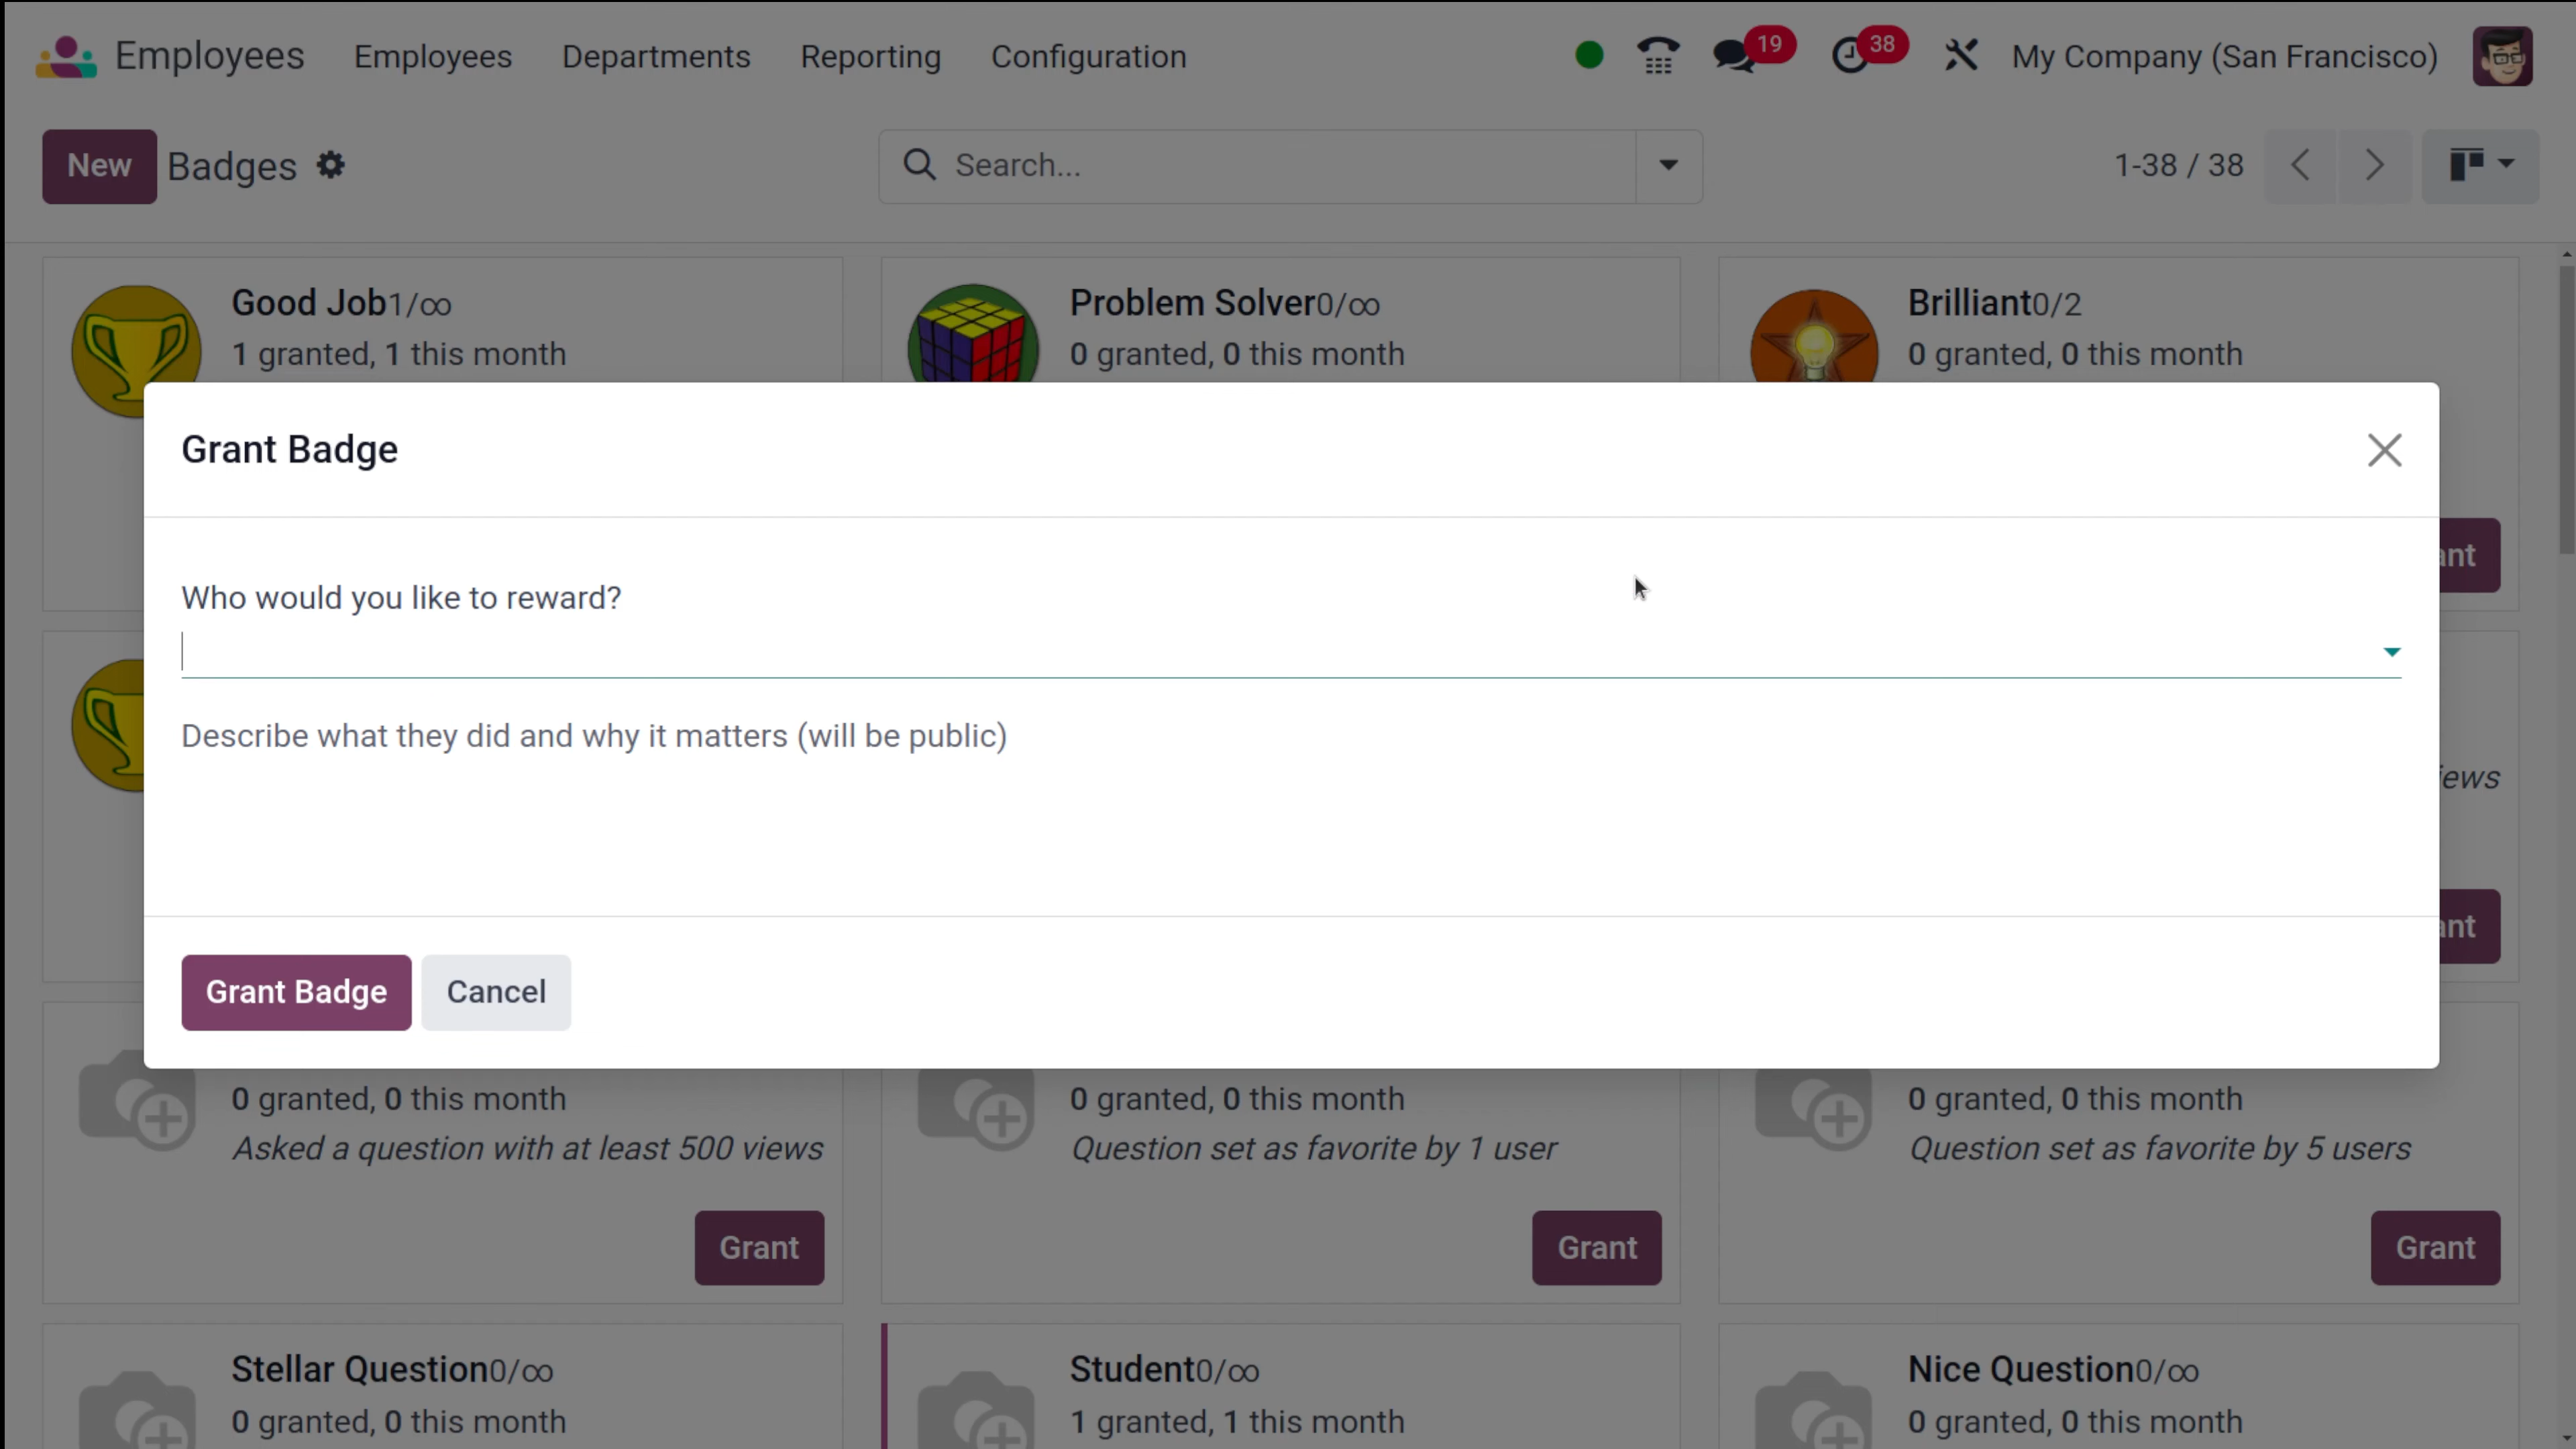 Employees Employees Departments Reporting Configuration 19 38 My Company (San Francisco)
New Badges Search... 1-38 / 38
Good Job1/∞ Problem Solver0/∞ Brilliant0/2
1 granted, 1 this month 0 granted, 0 this month 0 granted, 0 this month
Grant Badge
Who would you like to reward?
Describe what they did and why it matters (will be public)
Grant Badge Cancel
0 granted, 0 this month 0 granted, 0 this month 0 granted, 0 this month
Asked a question with at least 500 views Question set as favorite by 1 user Question set as favorite by 5 users
Grant Grant Grant
Stellar Question0/∞ Student0/∞ Nice Question0/∞
0 granted, 0 this month 1 granted, 1 this month 0 granted, 0 this month